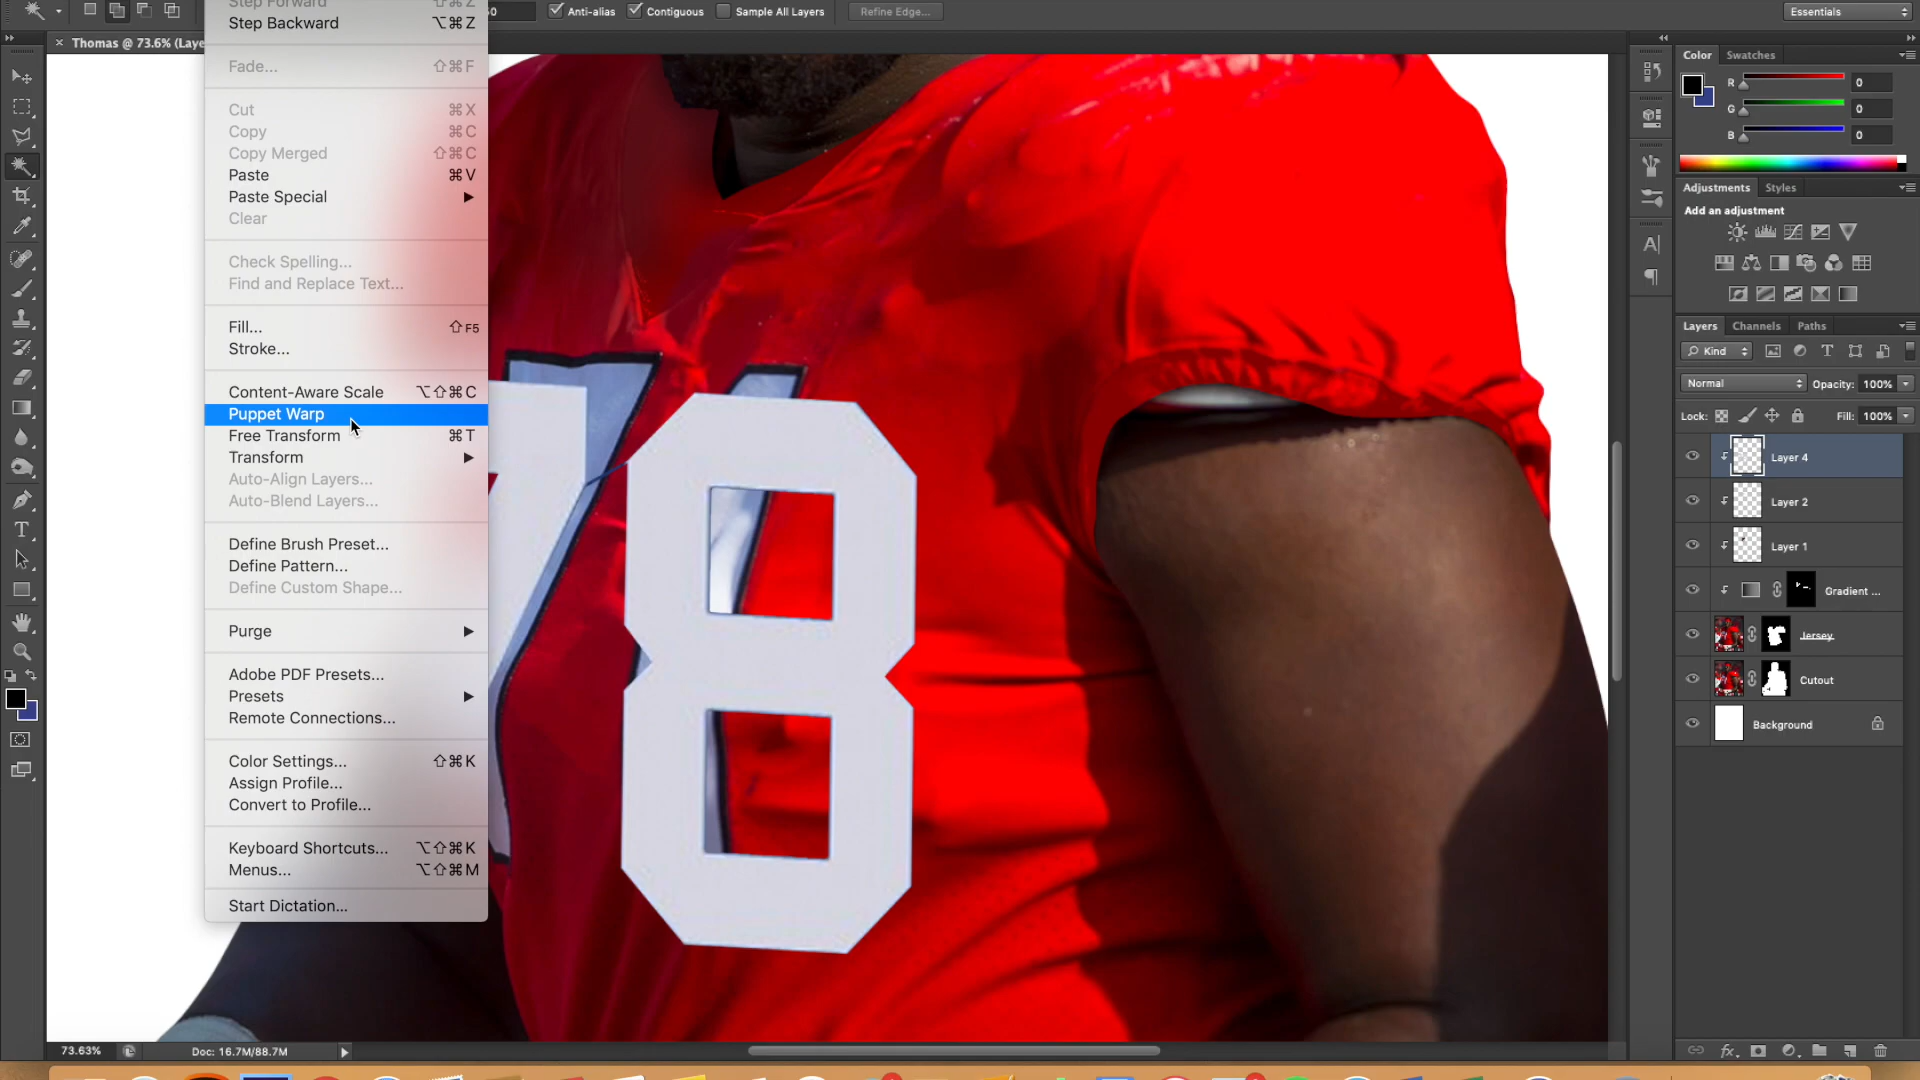 Step Forward ⇧⌘Z
Step Backward ⌥⌘Z
50
Anti-alias
Contiguous
Sample All Layers
Refine Edge...
Essentials
× Thomas @ 73.6% (Laye
Fade... ⇧⌘F
Cut ⌘X
Copy ⌘C
Copy Merged ⇧⌘C
Paste ⌘V
Paste Special ▶
Clear
Check Spelling...
Find and Replace Text...
Fill... ⇧F5
Stroke...
Content-Aware Scale ⌥⇧⌘C
Puppet Warp
Free Transform ⌘T
Transform ▶
Auto-Align Layers...
Auto-Blend Layers...
Define Brush Preset...
Define Pattern...
Define Custom Shape...
Purge ▶
Adobe PDF Presets...
Presets ▶
Remote Connections...
Color Settings... ⇧⌘K
Assign Profile...
Convert to Profile...
Keyboard Shortcuts... ⌥⇧⌘K
Menus... ⌥⇧⌘M
Start Dictation...
8
Color Swatches
R 0
G 0
B 0
Adjustments Styles
Add an adjustment
Layers Channels Paths
Kind
Normal Opacity: 100%
Lock: Fill: 100%
Layer 4
Layer 2
Layer 1
Gradient ...
Jersey
Cutout
Background
fx
73.63% Doc: 16.7M/88.7M